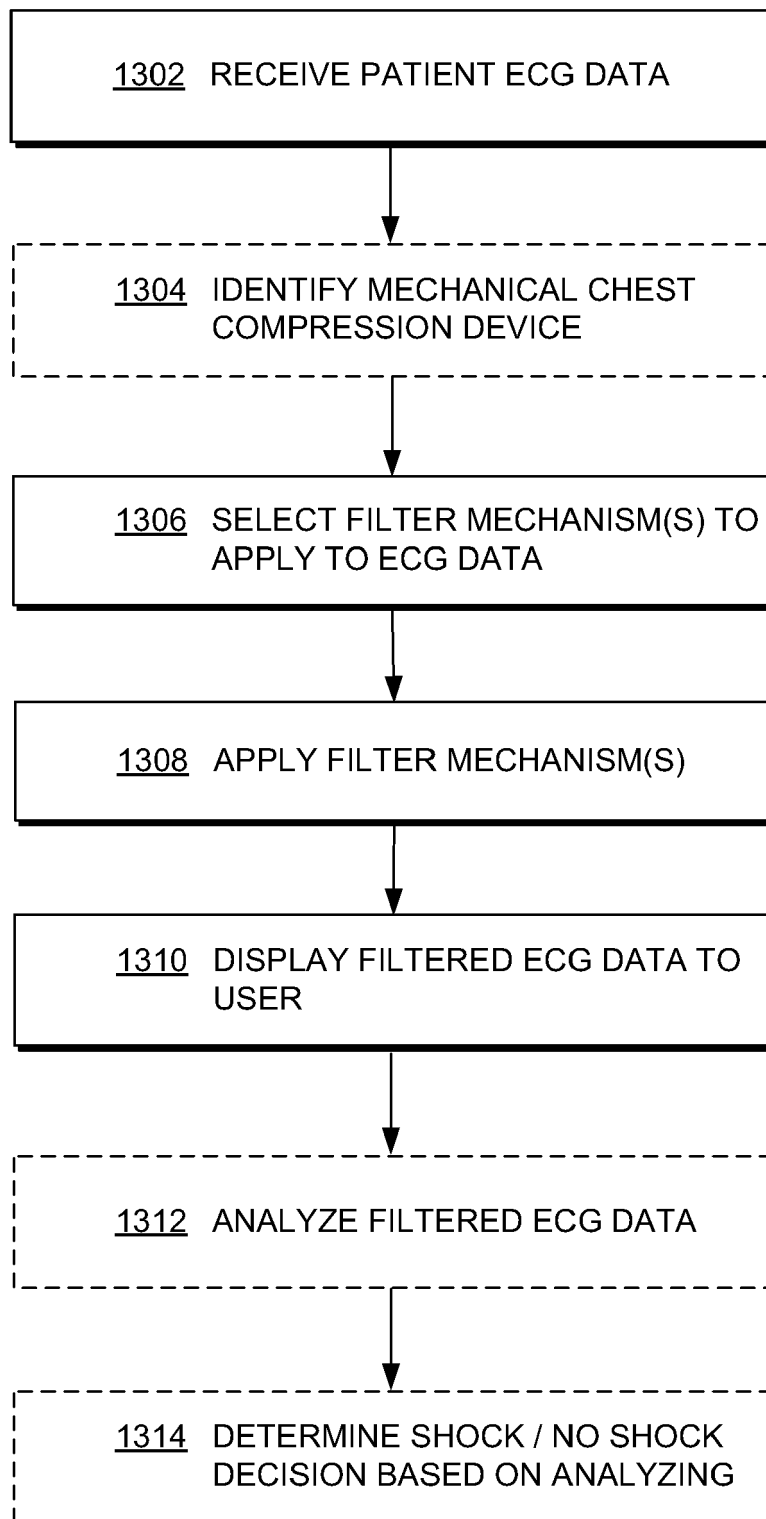 1302 RECEIVE PATIENT ECG DATA
1304 IDENTIFY MECHANICAL CHEST
COMPRESSION DEVICE
1306 SELECT FILTER MECHANISM(S) TO
APPLY TO ECG DATA
1308 APPLY FILTER MECHANISM(S)
1310 DISPLAY FILTERED ECG DATA TO
USER
1312 ANALYZE FILTERED ECG DATA
1314 DETERMINE SHOCK / NO SHOCK
DECISION BASED ON ANALYZING